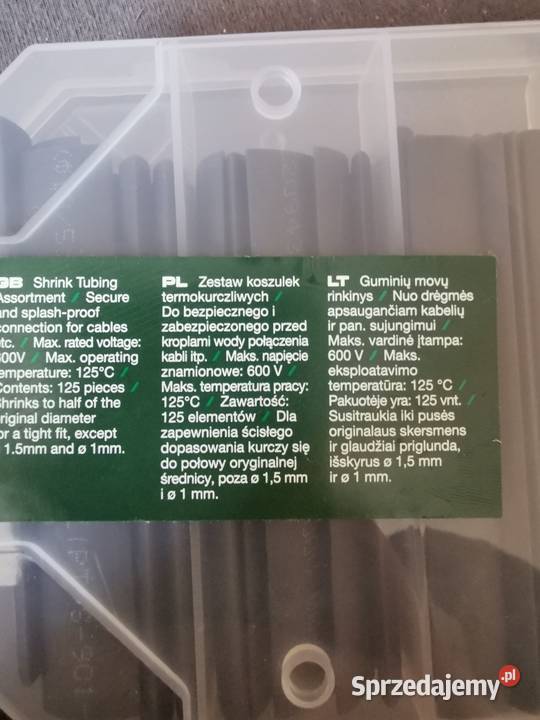 GB Shrink Tubing
Assortment / Secure
and splash-proof
connection for cables
etc. / Max. rated voltage:
600V / Max. operating
temperature: 125°C /
Contents: 125 pieces /
Shrinks to half of the
original diameter
for a tight fit, except
1.5mm and ø 1mm.
PL Zestaw koszulek
termokurczliwych /
Do bezpiecznego i
zabezpieczonego przed
kroplami wody połączenia
kabli itp. / Maks. napięcie
znamionowe: 600 V /
Maks. temperatura pracy:
125°C / Zawartość:
125 elementów / Dla
zapewnienia ścisłego
dopasowania kurczy się
do połowy oryginalnej
średnicy, poza ø 1,5 mm
i ø 1 mm.
LT Guminių movų
rinkinys / Nuo drėgmės
apsaugančiam kabelių
ir pan. sujungimui /
Maks. vardinė įtampa:
600 V / Maks.
eksploatavimo
temperatūra: 125 °C /
Pakuotėje yra: 125 vnt. /
Susitraukia iki pusės
originalaus skersmens
ir glaudžiai priglunda,
išskyrus ø 1,5 mm
ir ø 1 mm.
Sprzedajemy.pl